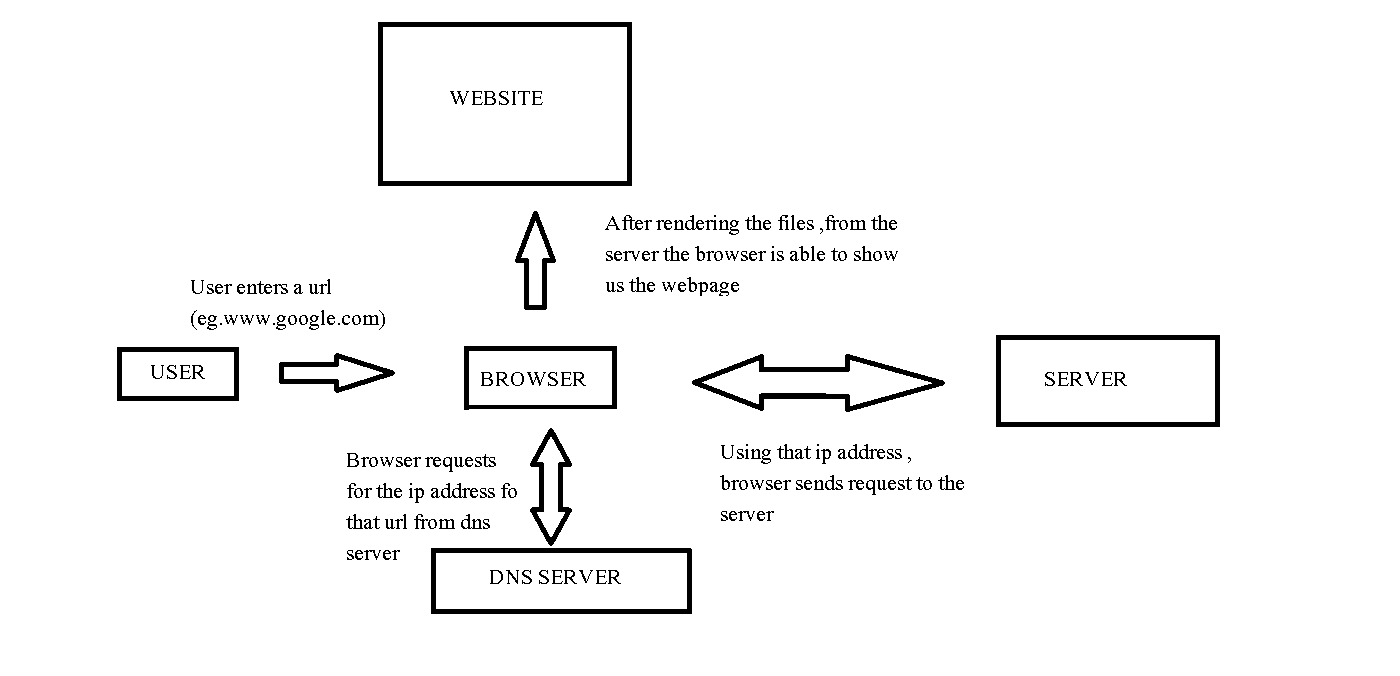 WEBSITE
After rendering the files ,from the
server the browser is able to show
us the webpage
User enters a url
(eg.www.google.com)
USER
BROWSER
SERVER
Browser requests
for the ip address fo
that url from dns
server
Using that ip address ,
browser sends request to the
server
DNS SERVER